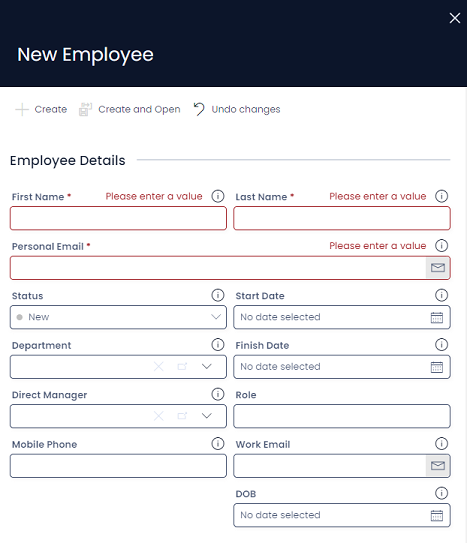 New Employee
Create Create and Open Undo changes
Employee Details
First Name * Please enter a value Last Name * Please enter a value
Personal Email * Please enter a value
Status Start Date
New No date selected
Department Finish Date
No date selected
Direct Manager Role
Mobile Phone Work Email
DOB
No date selected